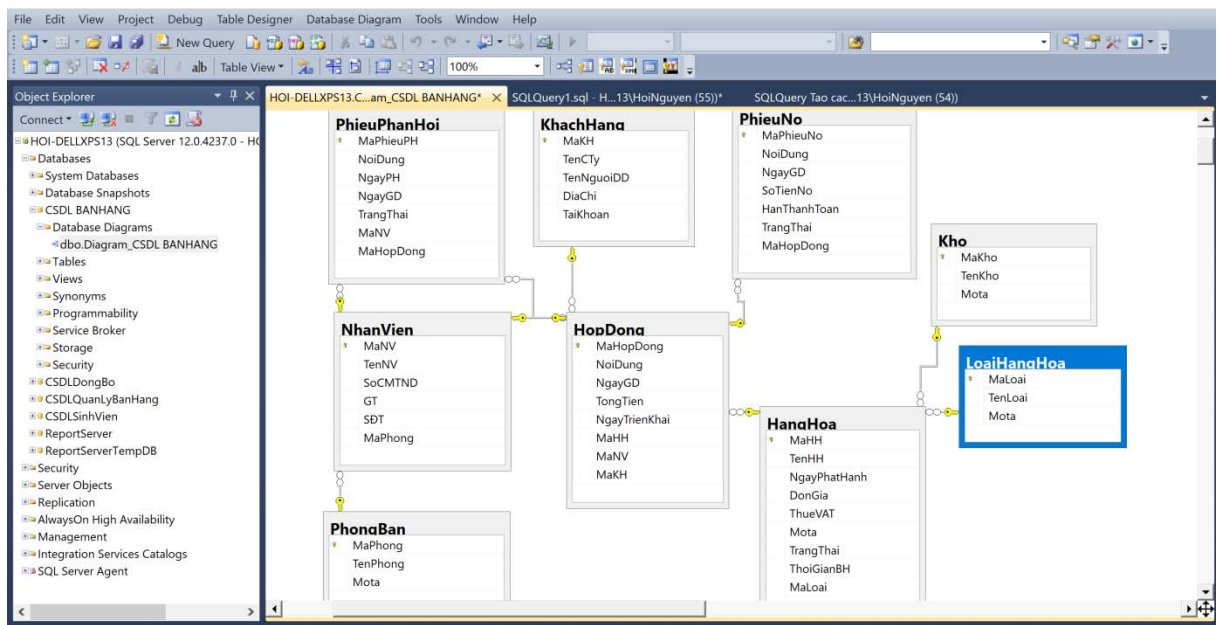 File Edit View Project Debug Table Designer Database Diagram Tools Window Help
New Query
Table View 100%
Object Explorer
Connect
HOI-DELLXPS13 (SQL Server 12.0.4237.0 - HO
Databases
System Databases
Database Snapshots
CSDL BANHANG
Database Diagrams
dbo.Diagram_CSDL BANHANG
Tables
Views
Synonyms
Programmability
Service Broker
Storage
Security
CSDLDongBo
CSDLQuanLyBanHang
CSDLSinhVien
ReportServer
ReportServerTempDB
Security
Server Objects
Replication
AlwaysOn High Availability
Management
Integration Services Catalogs
SQL Server Agent
HOI-DELLXPS13.C...am_CSDL BANHANG* SQLQuery1.sql - H...13\HoiNguyen (55))* SQLQuery Tao cac...13\HoiNguyen (54))
PhieuPhanHoi
MaPhieuPH
NoiDung
NgayPH
NgayGD
TrangThai
MaNV
MaHopDong
KhachHang
MaKH
TenCTy
TenNguoiDD
DiaChi
TaiKhoan
PhieuNo
MaPhieuNo
NoiDung
NgayGD
SoTienNo
HanThanhToan
TrangThai
MaHopDong
Kho
MaKho
TenKho
Mota
NhanVien
MaNV
TenNV
SoCMTND
GT
SĐT
MaPhong
HopDong
MaHopDong
NoiDung
NgayGD
TongTien
NgayTrienKhai
MaHH
MaNV
MaKH
LoaiHangHoa
MaLoai
TenLoai
Mota
HangHoa
MaHH
TenHH
NgayPhatHanh
DonGia
ThueVAT
Mota
TrangThai
ThoiGianBH
MaLoai
PhongBan
MaPhong
TenPhong
Mota